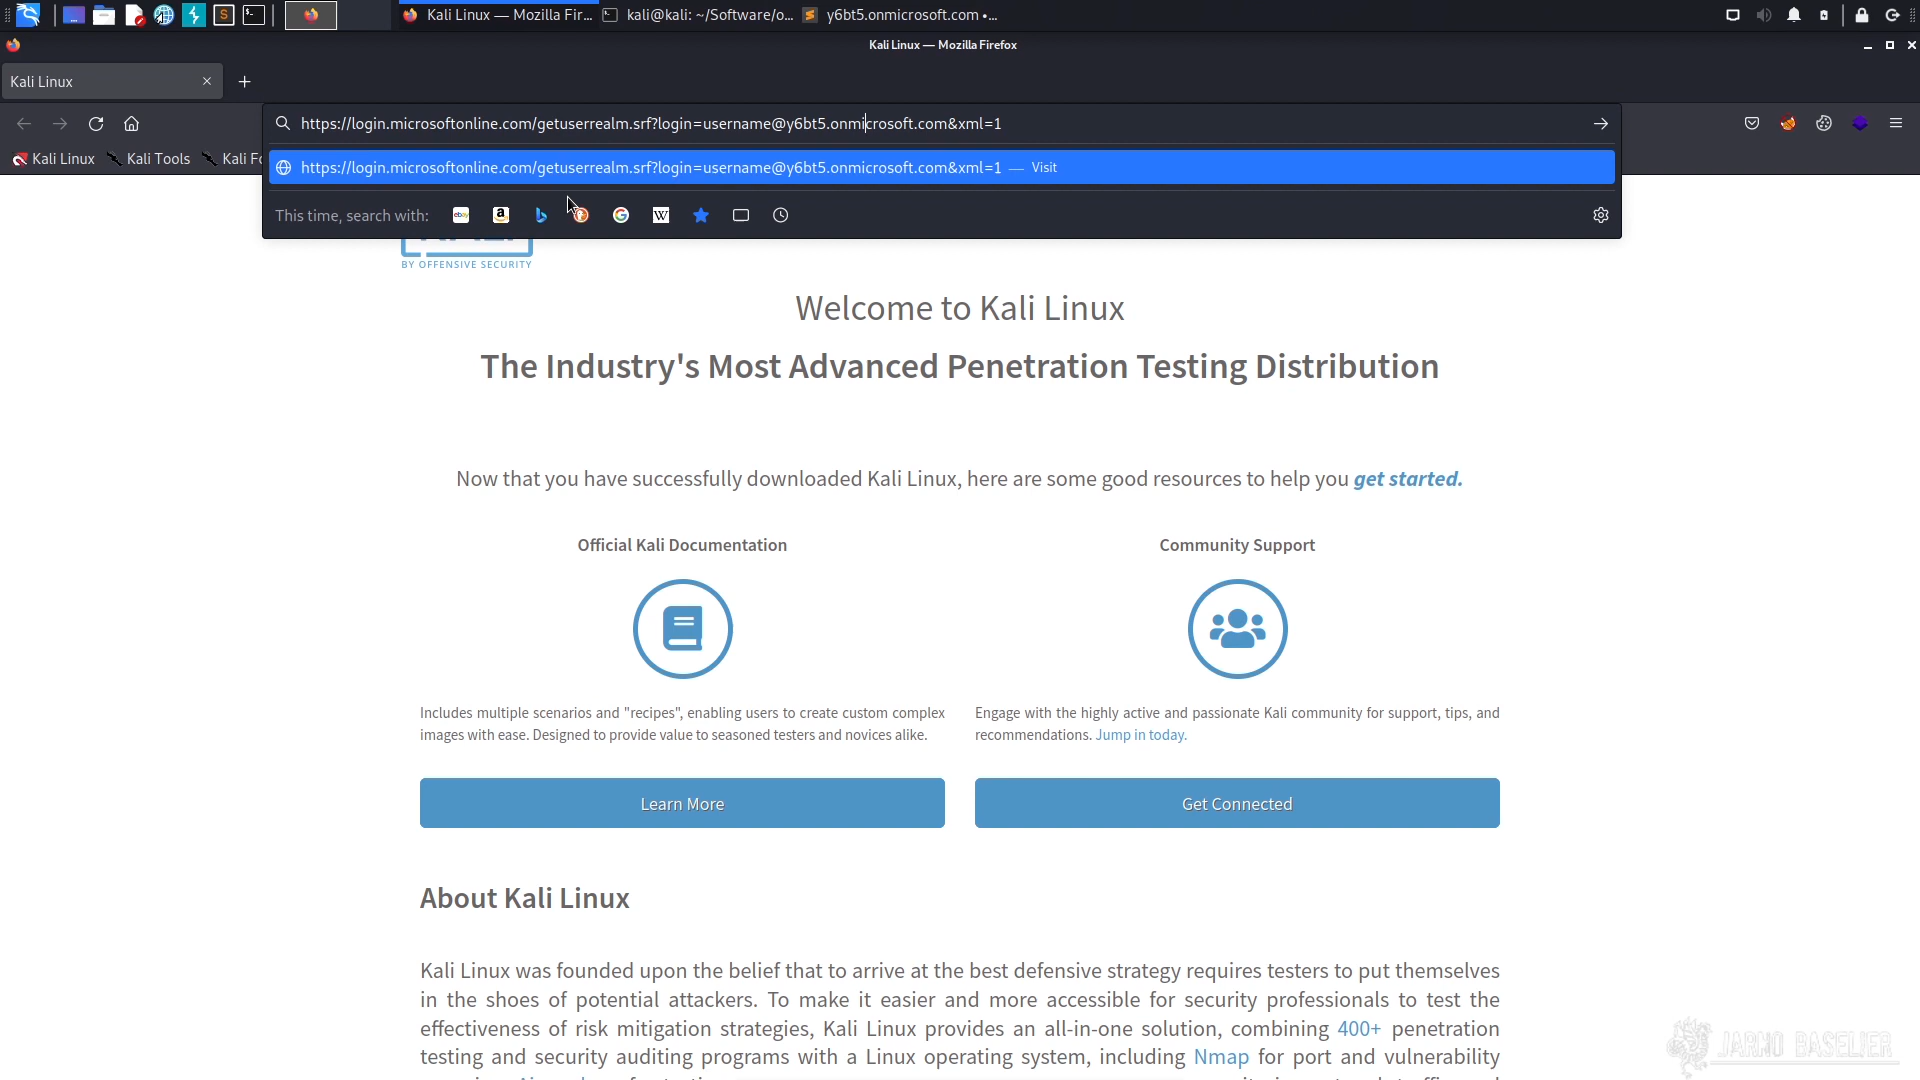 Kali Linux — Mozilla Fir...
kali@kali: ~/Software/o...
y6bt5.onmicrosoft.com •...
Kali Linux — Mozilla Firefox
Kali Linux
https://login.microsoftonline.com/getuserrealm.srf?login=username@y6bt5.onmicrosoft.com&xml=1
Kali Linux
Kali Tools
Kali Fo
https://login.microsoftonline.com/getuserrealm.srf?login=username@y6bt5.onmicrosoft.com&xml=1 — Visit
This time, search with:
BY OFFENSIVE SECURITY
Welcome to Kali Linux
The Industry's Most Advanced Penetration Testing Distribution
Now that you have successfully downloaded Kali Linux, here are some good resources to help you get started.
Official Kali Documentation
Includes multiple scenarios and "recipes", enabling users to create custom complex
images with ease. Designed to provide value to seasoned testers and novices alike.
Learn More
Community Support
Engage with the highly active and passionate Kali community for support, tips, and
recommendations. Jump in today.
Get Connected
About Kali Linux
Kali Linux was founded upon the belief that to arrive at the best defensive strategy requires testers to put themselves
in the shoes of potential attackers. To make it easier and more accessible for security professionals to test the
effectiveness of risk mitigation strategies, Kali Linux provides an all-in-one solution, combining 400+ penetration
testing and security auditing programs with a Linux operating system, including Nmap for port and vulnerability
JARNO BASELIER